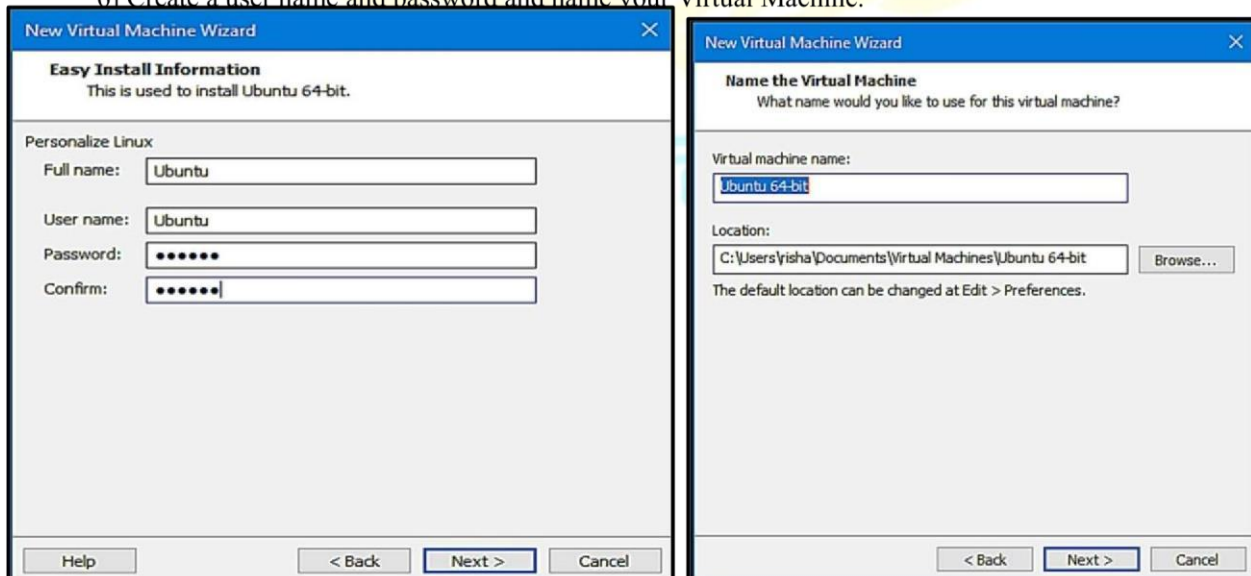 6) Create a user name and password and name your Virtual Machine.
New Virtual Machine Wizard
Easy Install Information
This is used to install Ubuntu 64-bit.
Personalize Linux
Full name: Ubuntu
User name: Ubuntu
Password: ●●●●●●
Confirm: ●●●●●●
Help < Back Next > Cancel
New Virtual Machine Wizard
Name the Virtual Machine
What name would you like to use for this virtual machine?
Virtual machine name:
Ubuntu 64-bit
Location:
C:\Users\risha\Documents\Virtual Machines\Ubuntu 64-bit Browse...
The default location can be changed at Edit > Preferences.
< Back Next > Cancel